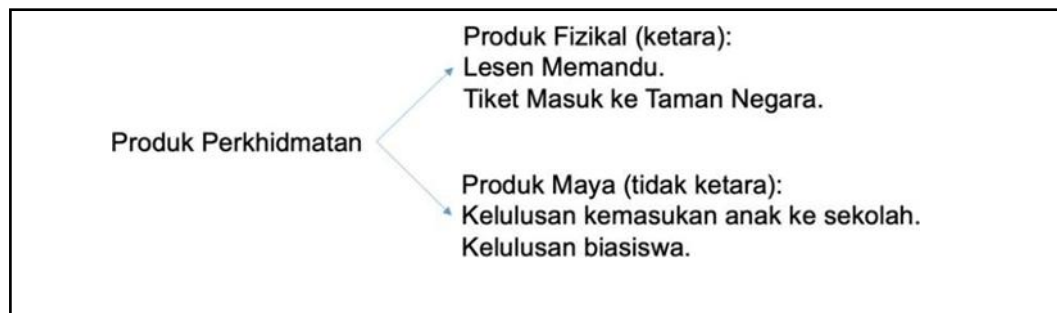 Produk Fizikal (ketara):
Lesen Memandu.
Tiket Masuk ke Taman Negara.
Produk Perkhidmatan
Produk Maya (tidak ketara):
Kelulusan kemasukan anak ke sekolah.
Kelulusan biasiswa.